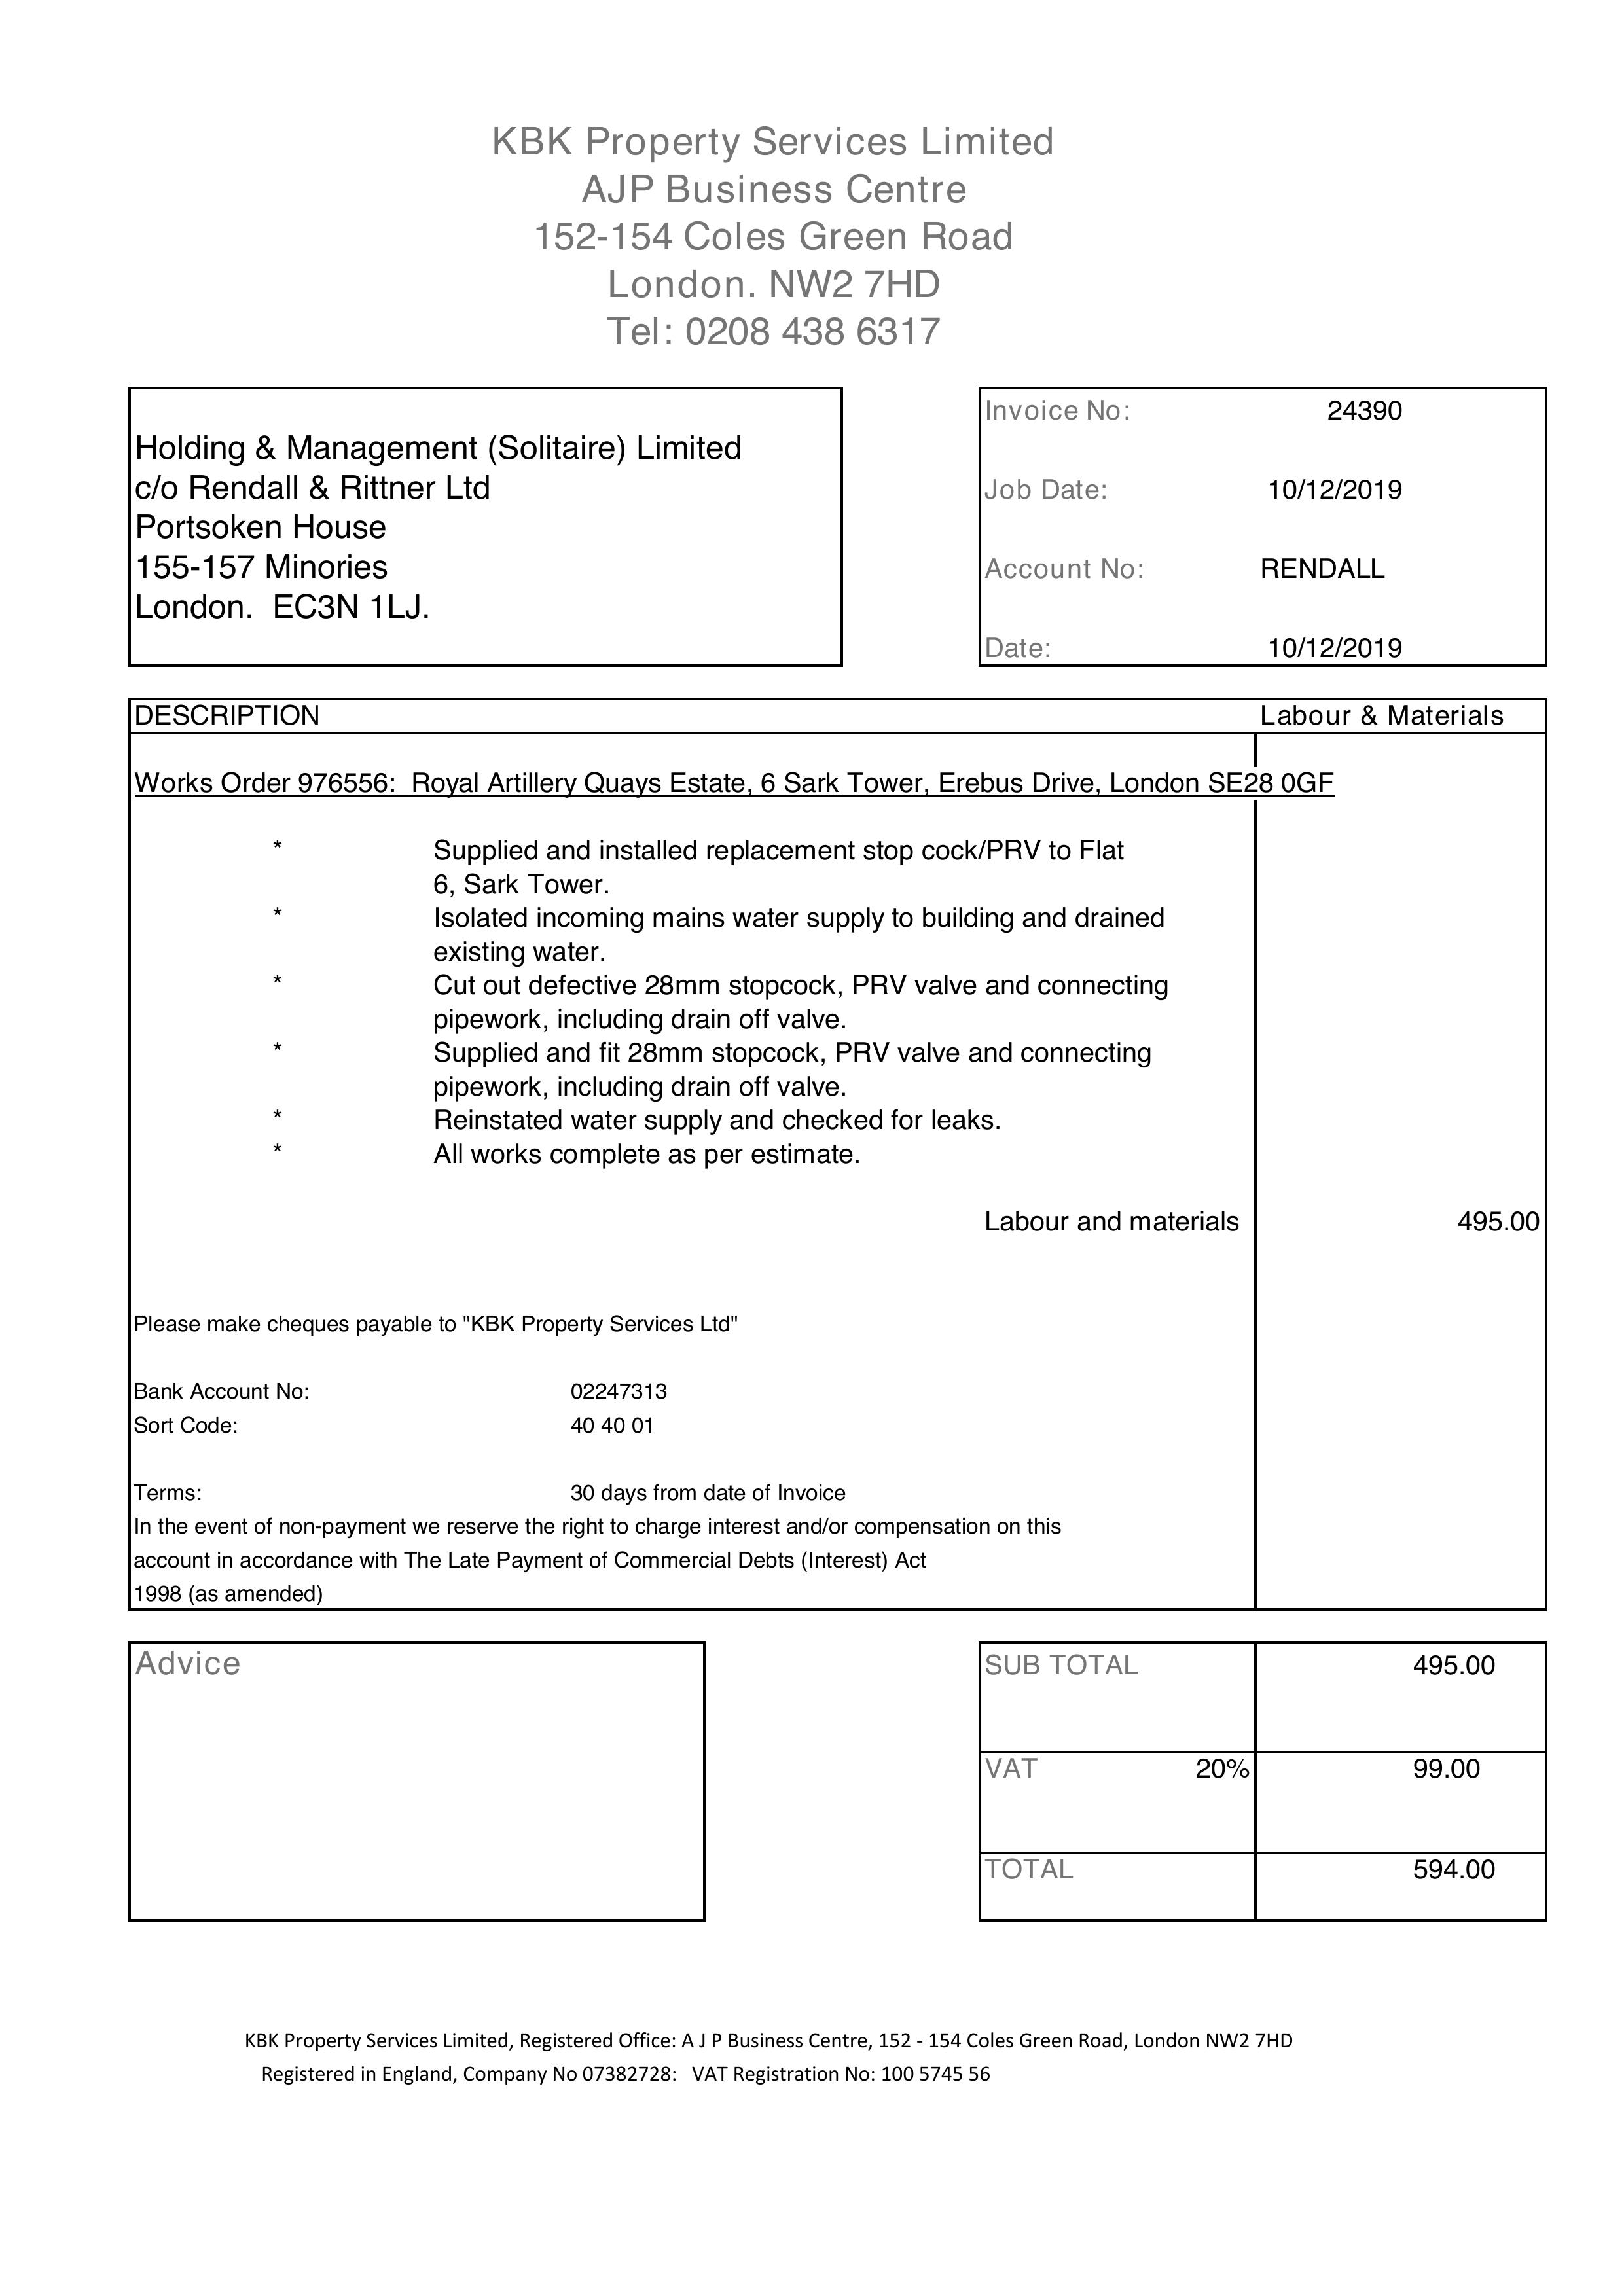 KBK Property Services Limited
AJP Business Centre
152-154 Coles Green Road
London. NW2 7HD
Tel: 0208 438 6317
Holding & Management (Solitaire) Limited
c/o Rendall & Rittner Ltd
Portsoken House
155-157 Minories
London.  EC3N 1LJ.
Invoice No: 24390
Job Date: 10/12/2019
Account No: RENDALL
Date: 10/12/2019
DESCRIPTION Labour & Materials
Works Order 976556:  Royal Artillery Quays Estate, 6 Sark Tower, Erebus Drive, London SE28 0GF
* Supplied and installed replacement stop cock/PRV to Flat
6, Sark Tower.
* Isolated incoming mains water supply to building and drained
existing water.
* Cut out defective 28mm stopcock, PRV valve and connecting
pipework, including drain off valve.
* Supplied and fit 28mm stopcock, PRV valve and connecting
pipework, including drain off valve.
* Reinstated water supply and checked for leaks.
* All works complete as per estimate.
Labour and materials 495.00
Please make cheques payable to "KBK Property Services Ltd"
Bank Account No: 02247313
Sort Code: 40 40 01
Terms: 30 days from date of Invoice
In the event of non-payment we reserve the right to charge interest and/or compensation on this
account in accordance with The Late Payment of Commercial Debts (Interest) Act
1998 (as amended)
Advice
SUB TOTAL 495.00
VAT 20% 99.00
TOTAL 594.00
KBK Property Services Limited, Registered Office: A J P Business Centre, 152 - 154 Coles Green Road, London NW2 7HD
Registered in England, Company No 07382728:   VAT Registration No: 100 5745 56